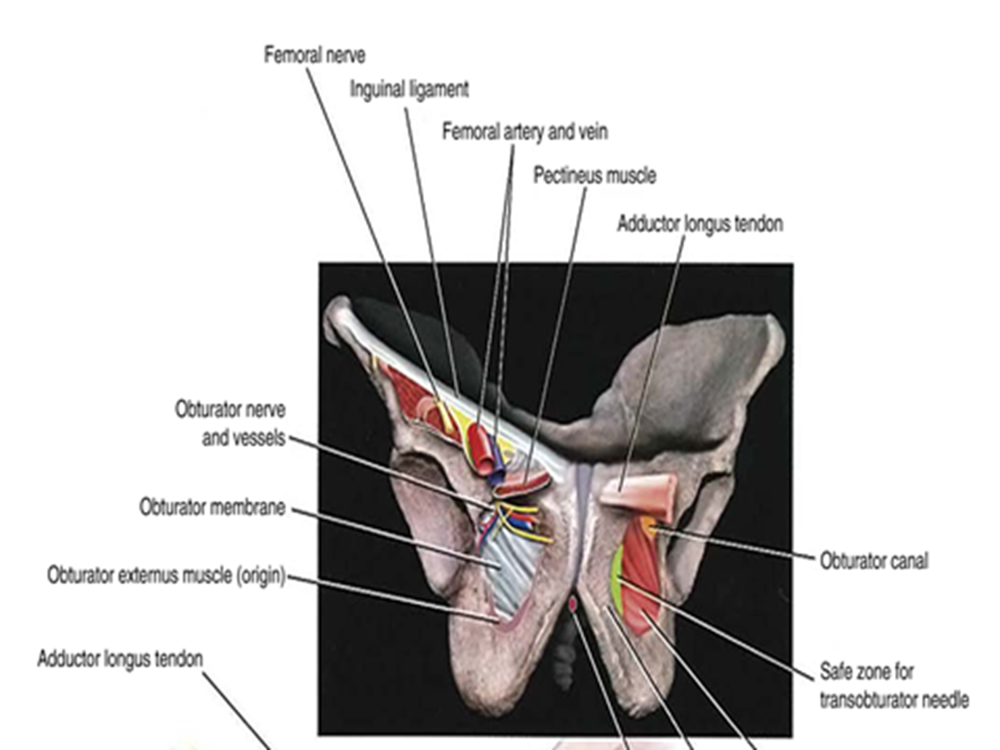 Femoral nerve
Inguinal ligament
Femoral artery and vein
Pectineus muscle
Adductor longus tendon
Obturator nerve
and vessels
Obturator membrane
Obturator externus muscle (origin)
Adductor longus tendon
Obturator canal
Safe zone for
transobturator needle